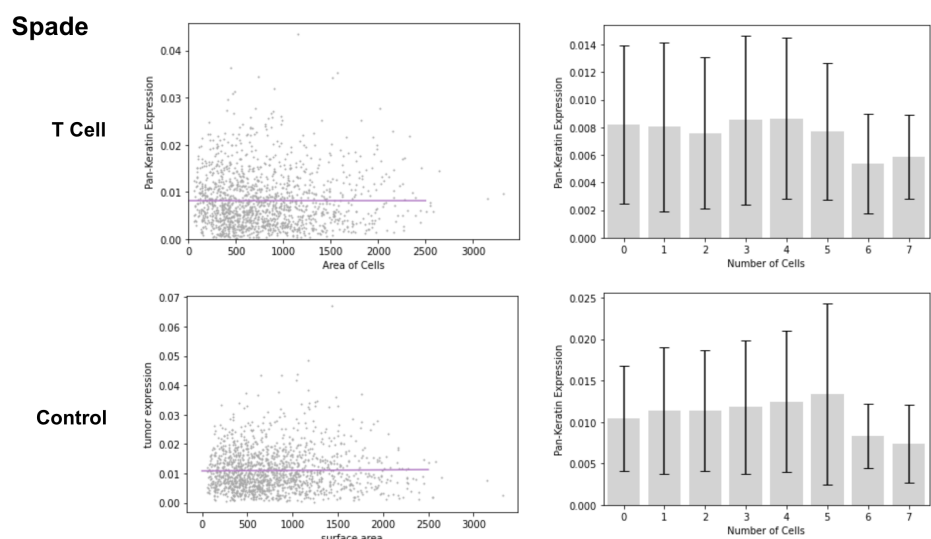 Spade
T Cell
Pan-Keratin Expression
0.04
0.03
0.02
0.01
0.00
0 500 1000 1500 2000 2500 3000
Area of Cells
Pan-Keratin Expression
0.014
0.012
0.010
0.008
0.006
0.004
0.002
0.000
0 1 2 3 4 5 6 7
Number of Cells
Control
tumor expression
0.07
0.06
0.05
0.04
0.03
0.02
0.01
0.00
0 500 1000 1500 2000 2500 3000
surface area
Pan-Keratin Expression
0.025
0.020
0.015
0.010
0.005
0.000
0 1 2 3 4 5 6 7
Number of Cells